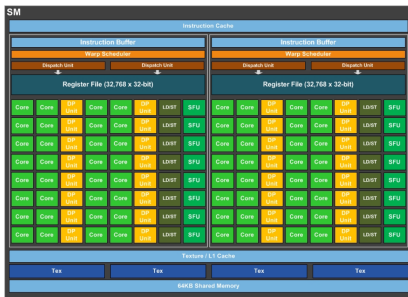 SM
Instruction Cache
Instruction Buffer Instruction Buffer
Warp Scheduler Warp Scheduler
Dispatch Unit Dispatch Unit Dispatch Unit Dispatch Unit
Register File (32,768 x 32-bit) Register File (32,768 x 32-bit)
Core Core DP Unit Core Core DP Unit LD/ST SFU Core Core DP Unit Core Core DP Unit LD/ST SFU
Core Core DP Unit Core Core DP Unit LD/ST SFU Core Core DP Unit Core Core DP Unit LD/ST SFU
Core Core DP Unit Core Core DP Unit LD/ST SFU Core Core DP Unit Core Core DP Unit LD/ST SFU
Core Core DP Unit Core Core DP Unit LD/ST SFU Core Core DP Unit Core Core DP Unit LD/ST SFU
Core Core DP Unit Core Core DP Unit LD/ST SFU Core Core DP Unit Core Core DP Unit LD/ST SFU
Core Core DP Unit Core Core DP Unit LD/ST SFU Core Core DP Unit Core Core DP Unit LD/ST SFU
Core Core DP Unit Core Core DP Unit LD/ST SFU Core Core DP Unit Core Core DP Unit LD/ST SFU
Core Core DP Unit Core Core DP Unit LD/ST SFU Core Core DP Unit Core Core DP Unit LD/ST SFU
Texture / L1 Cache
Tex Tex Tex Tex
64KB Shared Memory